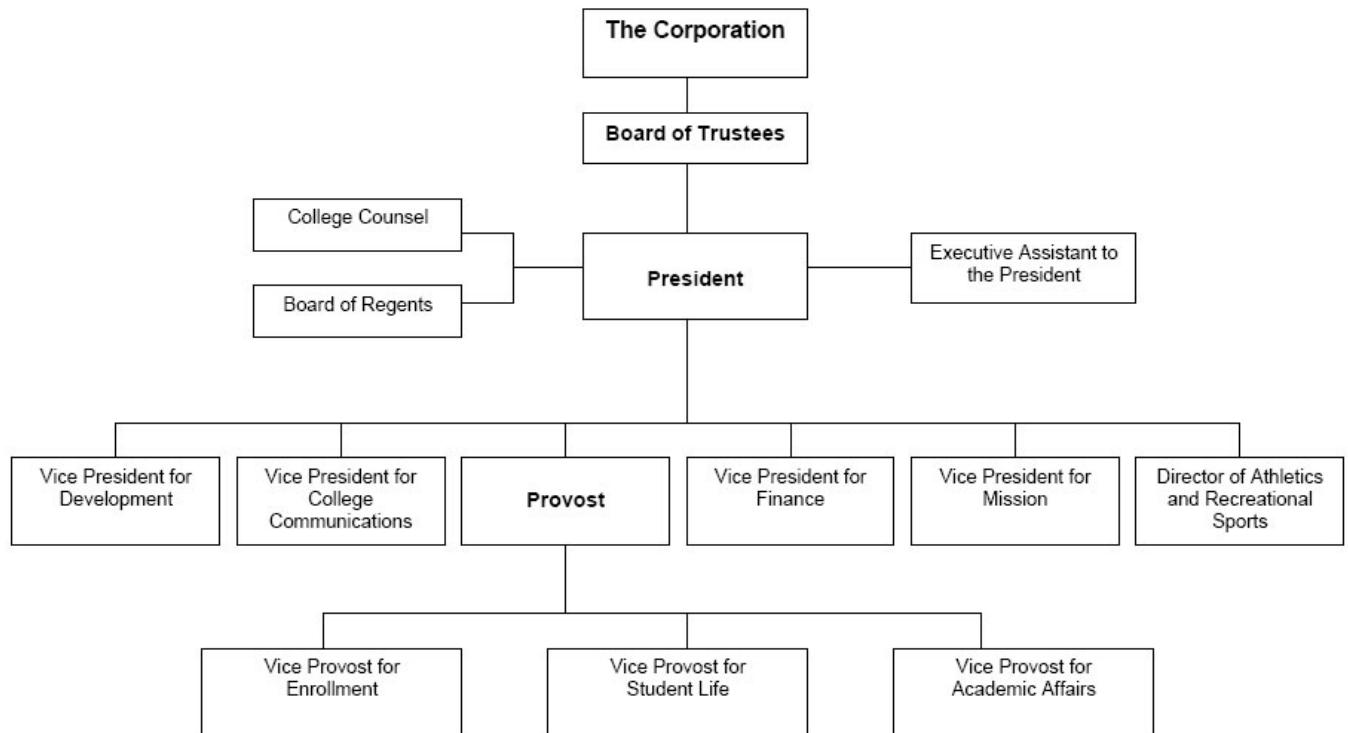 The Corporation
Board of Trustees
College Counsel
Board of Regents
President
Executive Assistant to
the President
Vice President for
Development
Vice President for
College
Communications
Provost
Vice President for
Finance
Vice President for
Mission
Director of Athletics
and Recreational
Sports
Vice Provost for
Enrollment
Vice Provost for
Student Life
Vice Provost for
Academic Affairs